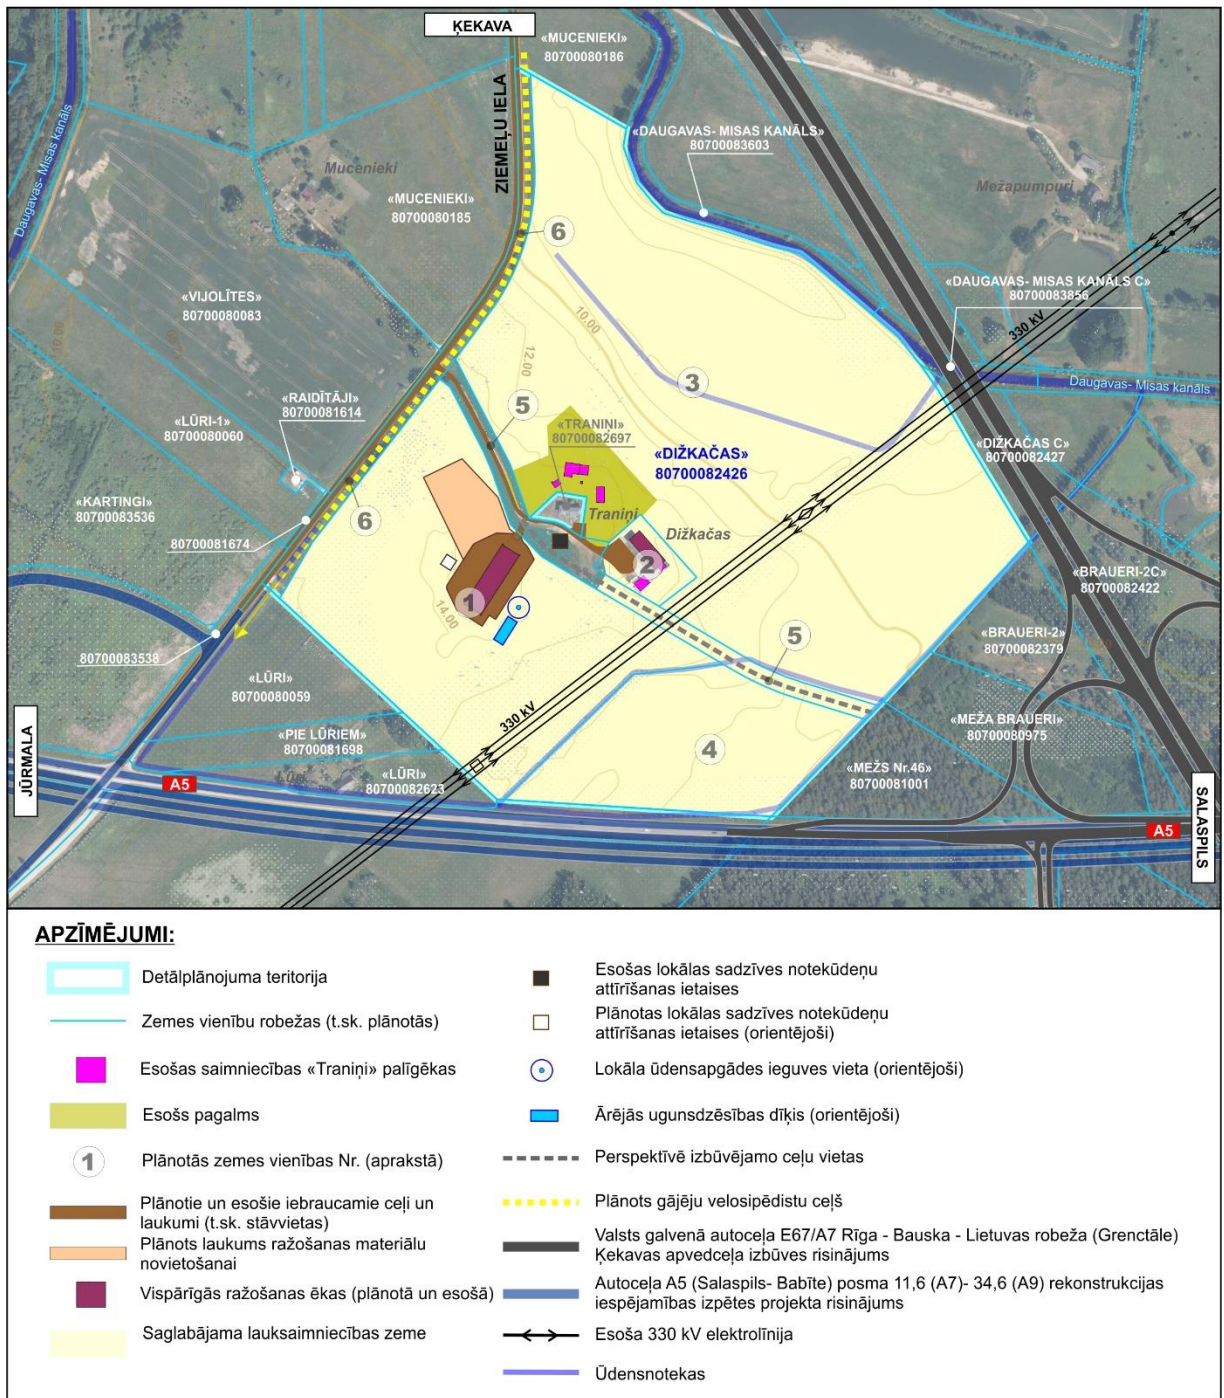 ĶEKAVA
«MUCENIEKI»
80700080186
ZIEMEĻU IELA
«DAUGAVAS- MISAS KANĀLS»
80700083603
Daugavas- Misas kanāls
Mucenieki
«MUCENIEKI»
80700080185
Mežapumpuri
6
«VIJOLĪTES»
80700080083
«DAUGAVAS- MISAS KANĀLS C»
80700083856
10.00
10.00
330 kV
12.00
3
Daugavas- Misas kanāls
«RAIDĪTĀJI»
80700081614
5
«LŪRI-1»
80700080060
«TRANIŅI»
80700082697
«DIŽKAČAS»
80700082426
«DIŽKAČAS C»
80700082427
«KARTINGI»
80700083536
6
Traniņi
Dižkačas
80700081674
2
«BRAUERI-2C»
80700082422
1
14.00
«BRAUERI-2»
80700082379
5
80700083538
«LŪRI»
80700080059
330 kV
«MEŽA BRAUERI»
80700080975
«PIE LŪRIEM»
80700081698
4
«LŪRI»
80700082623
«MEŽS Nr.46»
80700081001
JŪRMALA
A5
A5
SALASPILS
APZĪMĒJUMI:
Detālplānojuma teritorija
Zemes vienību robežas (t.sk. plānotās)
Esošas saimniecības «Traniņi» palīgēkas
Esošs pagalms
1
Plānotās zemes vienības Nr. (aprakstā)
Plānotie un esošie iebraucamie ceļi un
laukumi (t.sk. stāvvietas)
Plānots laukums ražošanas materiālu
novietošanai
Vispārīgās ražošanas ēkas (plānotā un esošā)
Saglabājama lauksaimniecības zeme
Esošas lokālas sadzīves notekūdeņu
attīrīšanas ietaises
Plānotas lokālas sadzīves notekūdeņu
attīrīšanas ietaises (orientējoši)
Lokāla ūdensapgādes ieguves vieta (orientējoši)
Ārējās ugunsdzēsības dīķis (orientējoši)
Perspektīvē izbūvējamo ceļu vietas
Plānots gājēju velosipēdistu ceļš
Valsts galvenā autoceļa E67/A7 Rīga - Bauska - Lietuvas robeža (Grenctāle)
Ķekavas apvedceļa izbūves risinājums
Autoceļa A5 (Salaspils- Babīte) posma 11,6 (A7)- 34,6 (A9) rekonstrukcijas
iespējamības izpētes projekta risinājums
Esoša 330 kV elektrolīnija
Ūdensnotekas